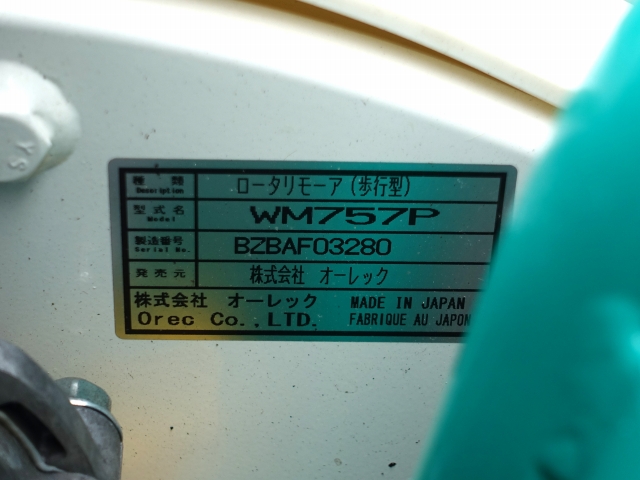 種類 ロータリモーア(歩行型)
Description
型式名 WM757P
Model
製造番号 BZBAF03280
Serial No.
発売元 株式会社 オーレック
株式会社 オーレック MADE IN JAPAN
Orec Co.,LTD. FABRIQUE AU JAPON
YS